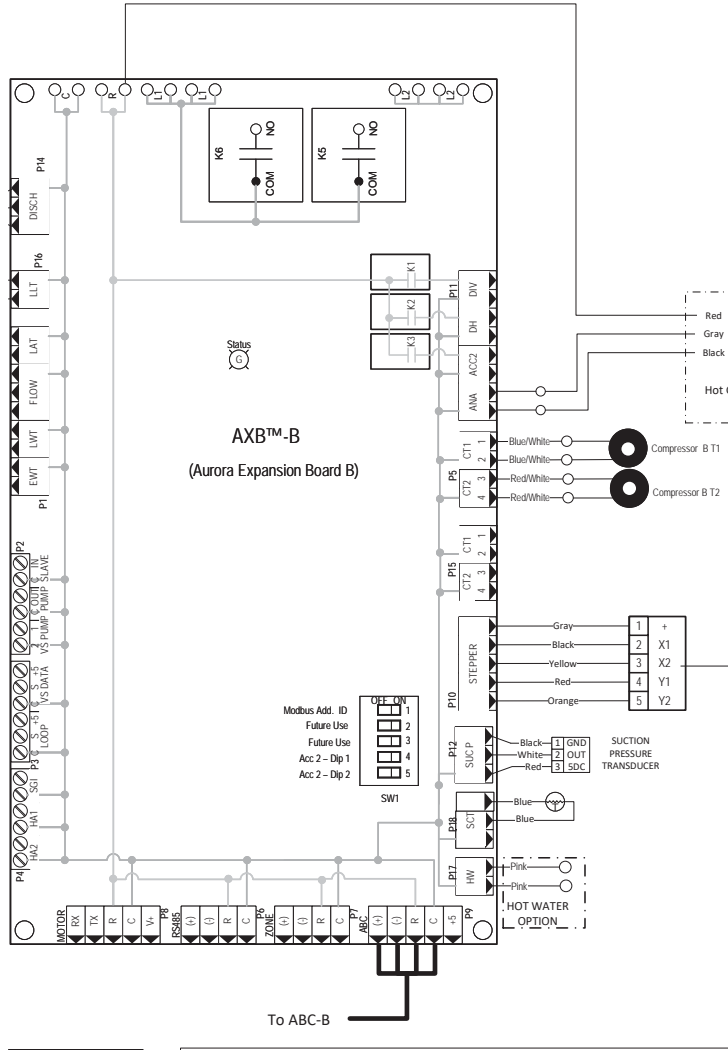 C
R
L1
L1
L2
L2
K6
NO
COM
K5
NO
COM
P14
DISCH
P16
LLT
LAT
FLOW
LWT
EWT
P1
K1
K2
K3
P11
DIV
DH
ACC2
ANA
Red
Gray
Black
Hot
Status
G
AXB™-B
(Aurora Expansion Board B)
P5
CT1
1
2
CT2
3
4
Blue/White
Blue/White
Red/White
Red/White
Compressor B T1
Compressor B T2
P15
CT1
1
2
CT2
3
4
P2
IN
C
SLAVE
OUT
C
PUMP
1
2
VS PUMP
+5
S
C
VS DATA
+5
S
C
LOOP
P3
SGI
HA1
HA2
P4
P10
STEPPER
Gray
Black
Yellow
Red
Orange
1 +
2 X1
3 X2
4 Y1
5 Y2
OFF ON
Modbus Add. ID 1
Future Use 2
Future Use 3
Acc 2 – Dip 1 4
Acc 2 – Dip 2 5
SW1
P12
SUC P
Black 1 GND
White 2 OUT
Red 3 5DC
SUCTION
PRESSURE
TRANSDUCER
P18
SCT
Blue
Blue
P17
HW
Pink
Pink
HOT WATER
OPTION
MOTOR
RX
TX
R
C
V+
P8
RS485
(+)
(-)
R
C
P6
ZONE
(+)
(-)
R
C
P7
ABC
(+)
(-)
R
C
+5
P9
To ABC-B